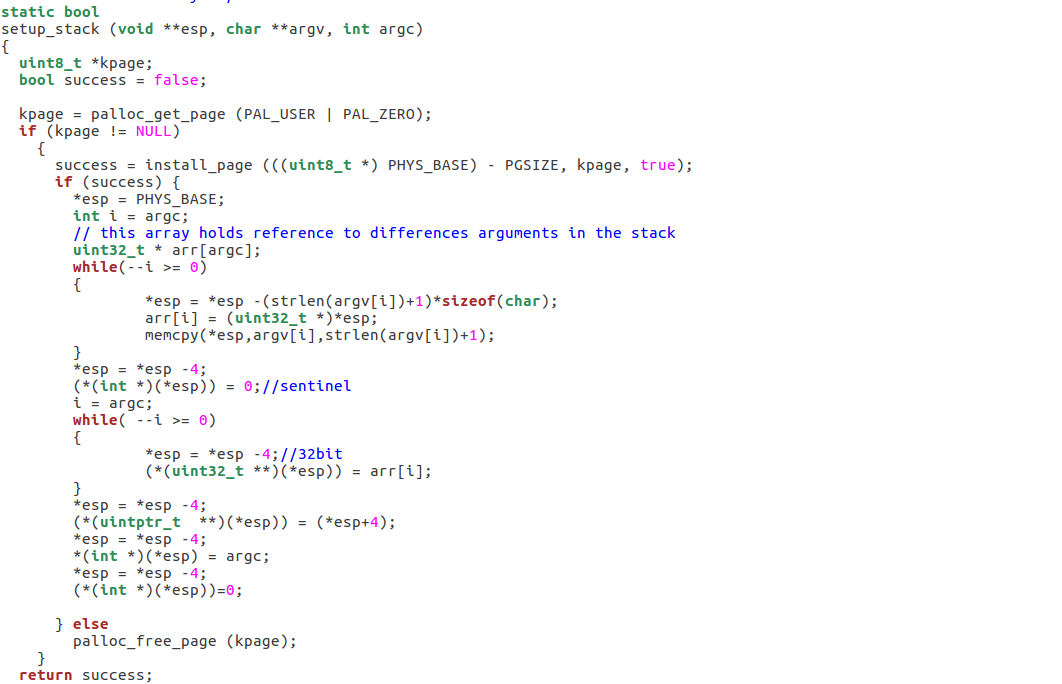 static bool
setup_stack (void **esp, char **argv, int argc)
{
  uint8_t *kpage;
  bool success = false;

  kpage = palloc_get_page (PAL_USER | PAL_ZERO);
  if (kpage != NULL)
    {
      success = install_page (((uint8_t *) PHYS_BASE) - PGSIZE, kpage, true);
      if (success) {
        *esp = PHYS_BASE;
        int i = argc;
        // this array holds reference to differences arguments in the stack
        uint32_t * arr[argc];
        while(--i >= 0)
        {
                *esp = *esp -(strlen(argv[i])+1)*sizeof(char);
                arr[i] = (uint32_t *)*esp;
                memcpy(*esp,argv[i],strlen(argv[i])+1);
        }
        *esp = *esp -4;
        (*(int *)(*esp)) = 0;//sentinel
        i = argc;
        while( --i >= 0)
        {
                *esp = *esp -4;//32bit
                (*(uint32_t **)(*esp)) = arr[i];
        }
        *esp = *esp -4;
        (*(uintptr_t  **)(*esp)) = (*esp+4);
        *esp = *esp -4;
        *(int *)(*esp) = argc;
        *esp = *esp -4;
        (*(int *)(*esp))=0;

      } else
        palloc_free_page (kpage);
    }
  return success;